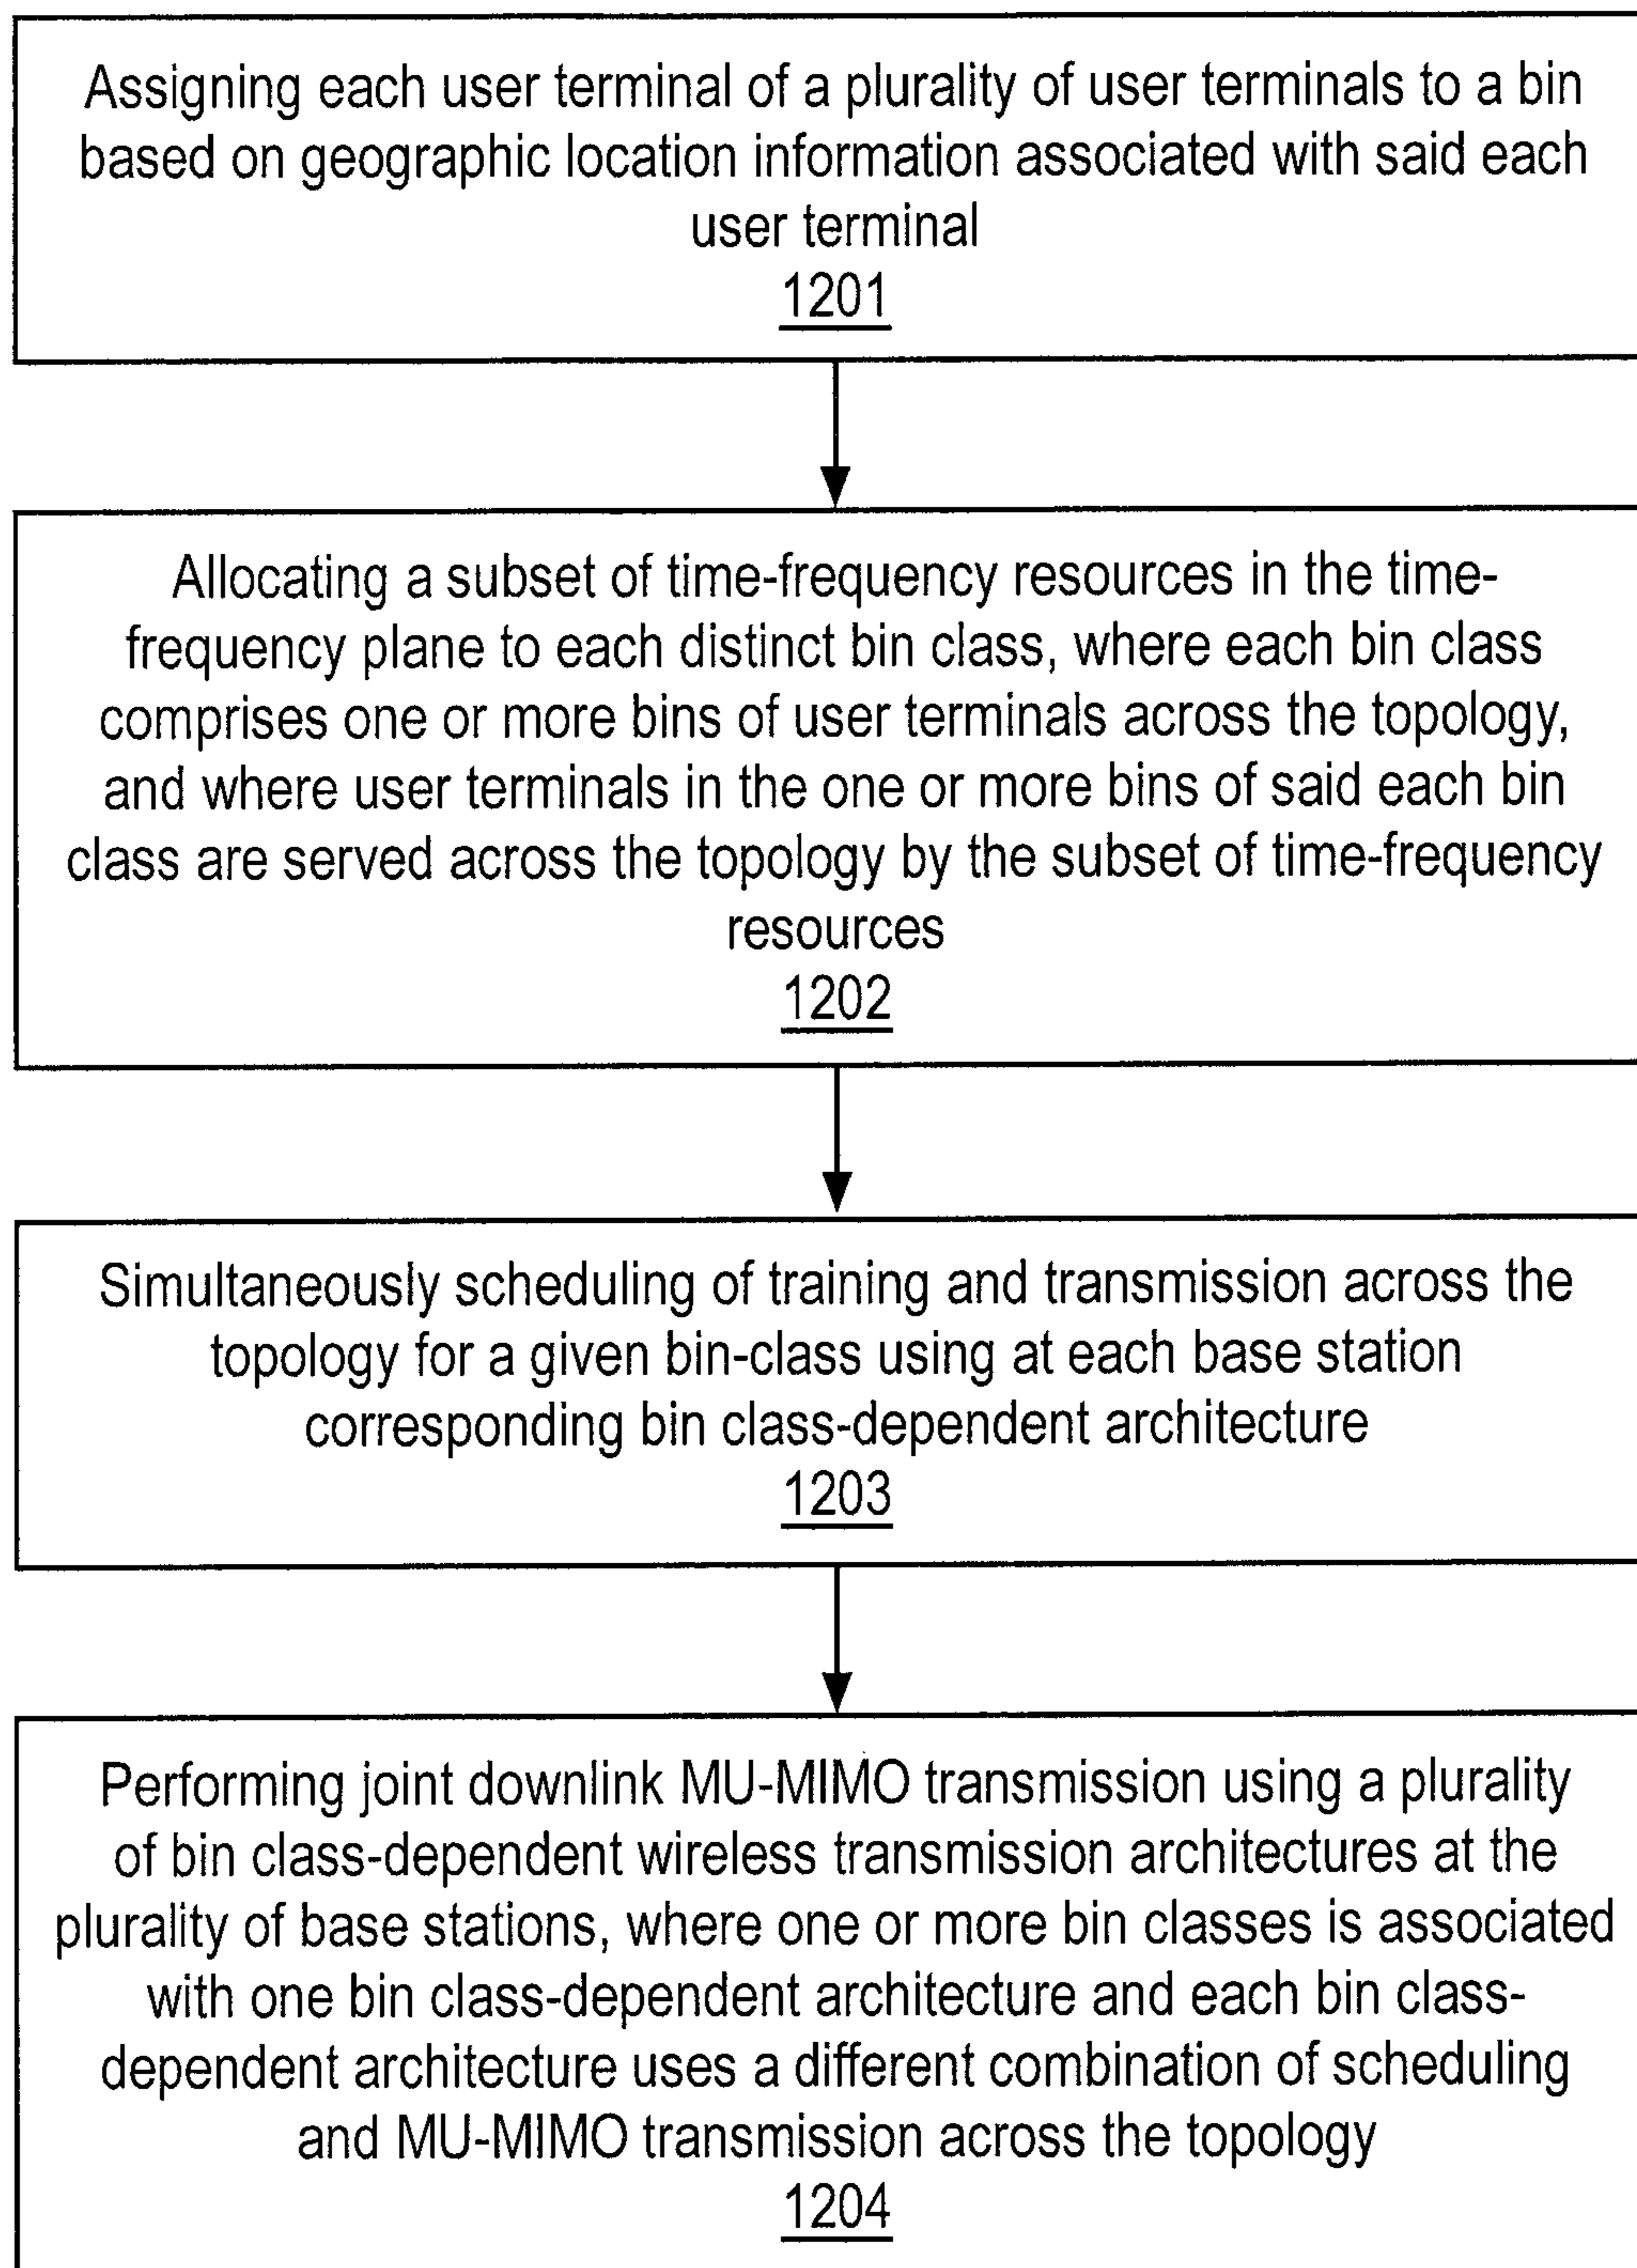 Assigning each user terminal of a plurality of user terminals to a bin
based on geographic location information associated with said each
user terminal
1201
Allocating a subset of time-frequency resources in the time-
frequency plane to each distinct bin class, where each bin class
comprises one or more bins of user terminals across the topology,
and where user terminals in the one or more bins of said each bin
class are served across the topology by the subset of time-frequency
resources
1202
Simultaneously scheduling of training and transmission across the
topology for a given bin-class using at each base station
corresponding bin class-dependent architecture
1203
Performing joint downlink MU-MIMO transmission using a plurality
of bin class-dependent wireless transmission architectures at the
plurality of base stations, where one or more bin classes is associated
with one bin class-dependent architecture and each bin class-
dependent architecture uses a different combination of scheduling
and MU-MIMO transmission across the topology
1204